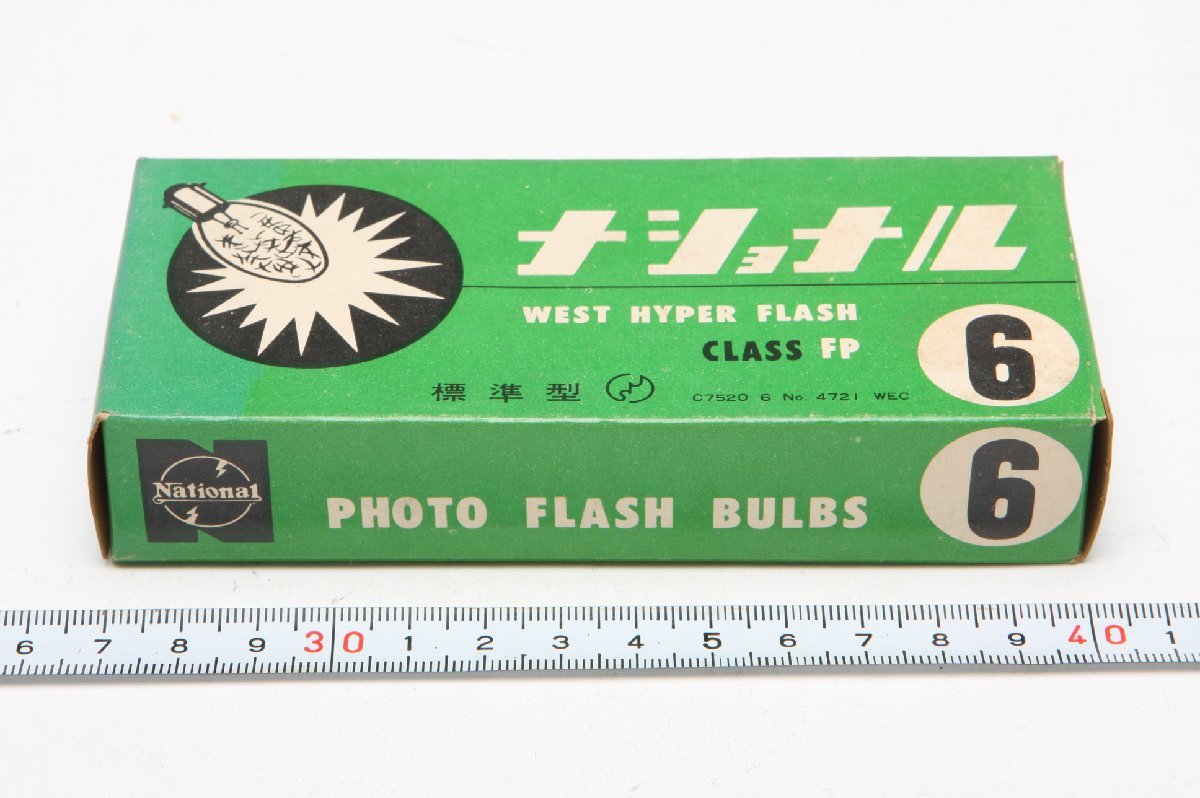 ナショナル
WEST HYPER FLASH
CLASS FP
6
標準型
C7520 6 No. 4721 WEC
National
PHOTO FLASH BULBS
6
6 7 8 9 30 1 2 3 4 5 6 7 8 9 40 1